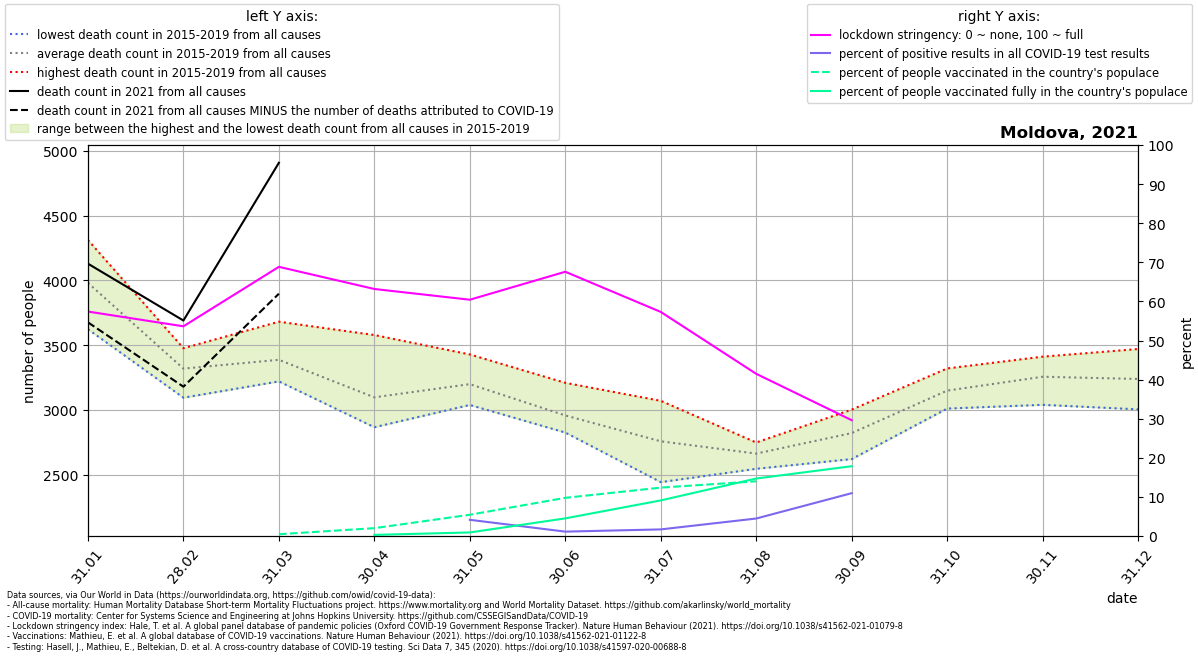 left Y axis:
lowest death count in 2015-2019 from all causes
average death count in 2015-2019 from all causes
highest death count in 2015-2019 from all causes
death count in 2021 from all causes
death count in 2021 from all causes MINUS the number of deaths attributed to COVID-19
range between the highest and the lowest death count from all causes in 2015-2019
right Y axis:
lockdown stringency: 0 ~ none, 100 ~ full
percent of positive results in all COVID-19 test results
percent of people vaccinated in the country's populace
percent of people vaccinated fully in the country's populace
Moldova, 2021
number of people
5000
4500
4000
3500
3000
2500
100
90
80
70
60
50
40
30
20
10
0
percent
31.01
28.02
31.03
30.04
31.05
30.06
31.07
31.08
30.09
31.10
30.11
31.12
date
Data sources, via Our World in Data (https://ourworldindata.org, https://github.com/owid/covid-19-data):
- All-cause mortality: Human Mortality Database Short-term Mortality Fluctuations project. https://www.mortality.org and World Mortality Dataset. https://github.com/akarlinsky/world_mortality
- COVID-19 mortality: Center for Systems Science and Engineering at Johns Hopkins University. https://github.com/CSSEGISandData/COVID-19
- Lockdown stringency index: Hale, T. et al. A global panel database of pandemic policies (Oxford COVID-19 Government Response Tracker). Nature Human Behaviour (2021). https://doi.org/10.1038/s41562-021-01079-8
- Vaccinations: Mathieu, E. et al. A global database of COVID-19 vaccinations. Nature Human Behaviour (2021). https://doi.org/10.1038/s41562-021-01122-8
- Testing: Hasell, J., Mathieu, E., Beltekian, D. et al. A cross-country database of COVID-19 testing. Sci Data 7, 345 (2020). https://doi.org/10.1038/s41597-020-00688-8